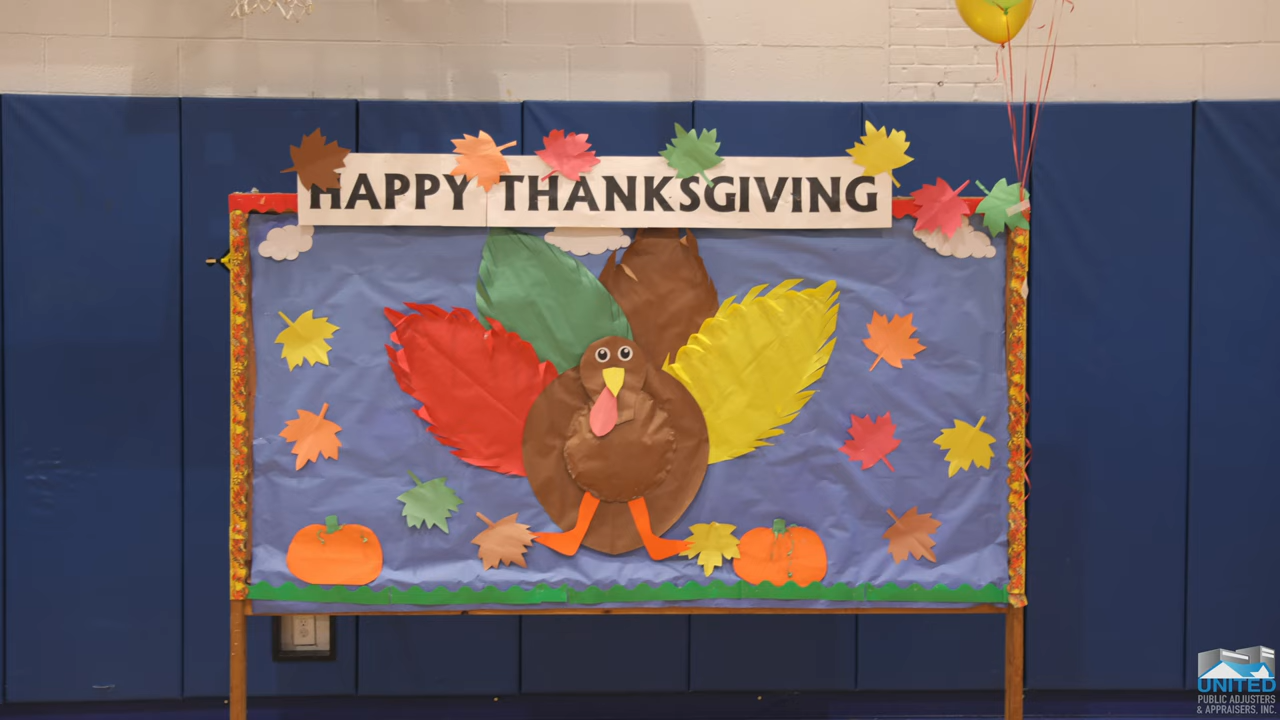 HAPPY THANKSGIVING
UNITED
PUBLIC ADJUSTERS
& APPRAISERS, INC.